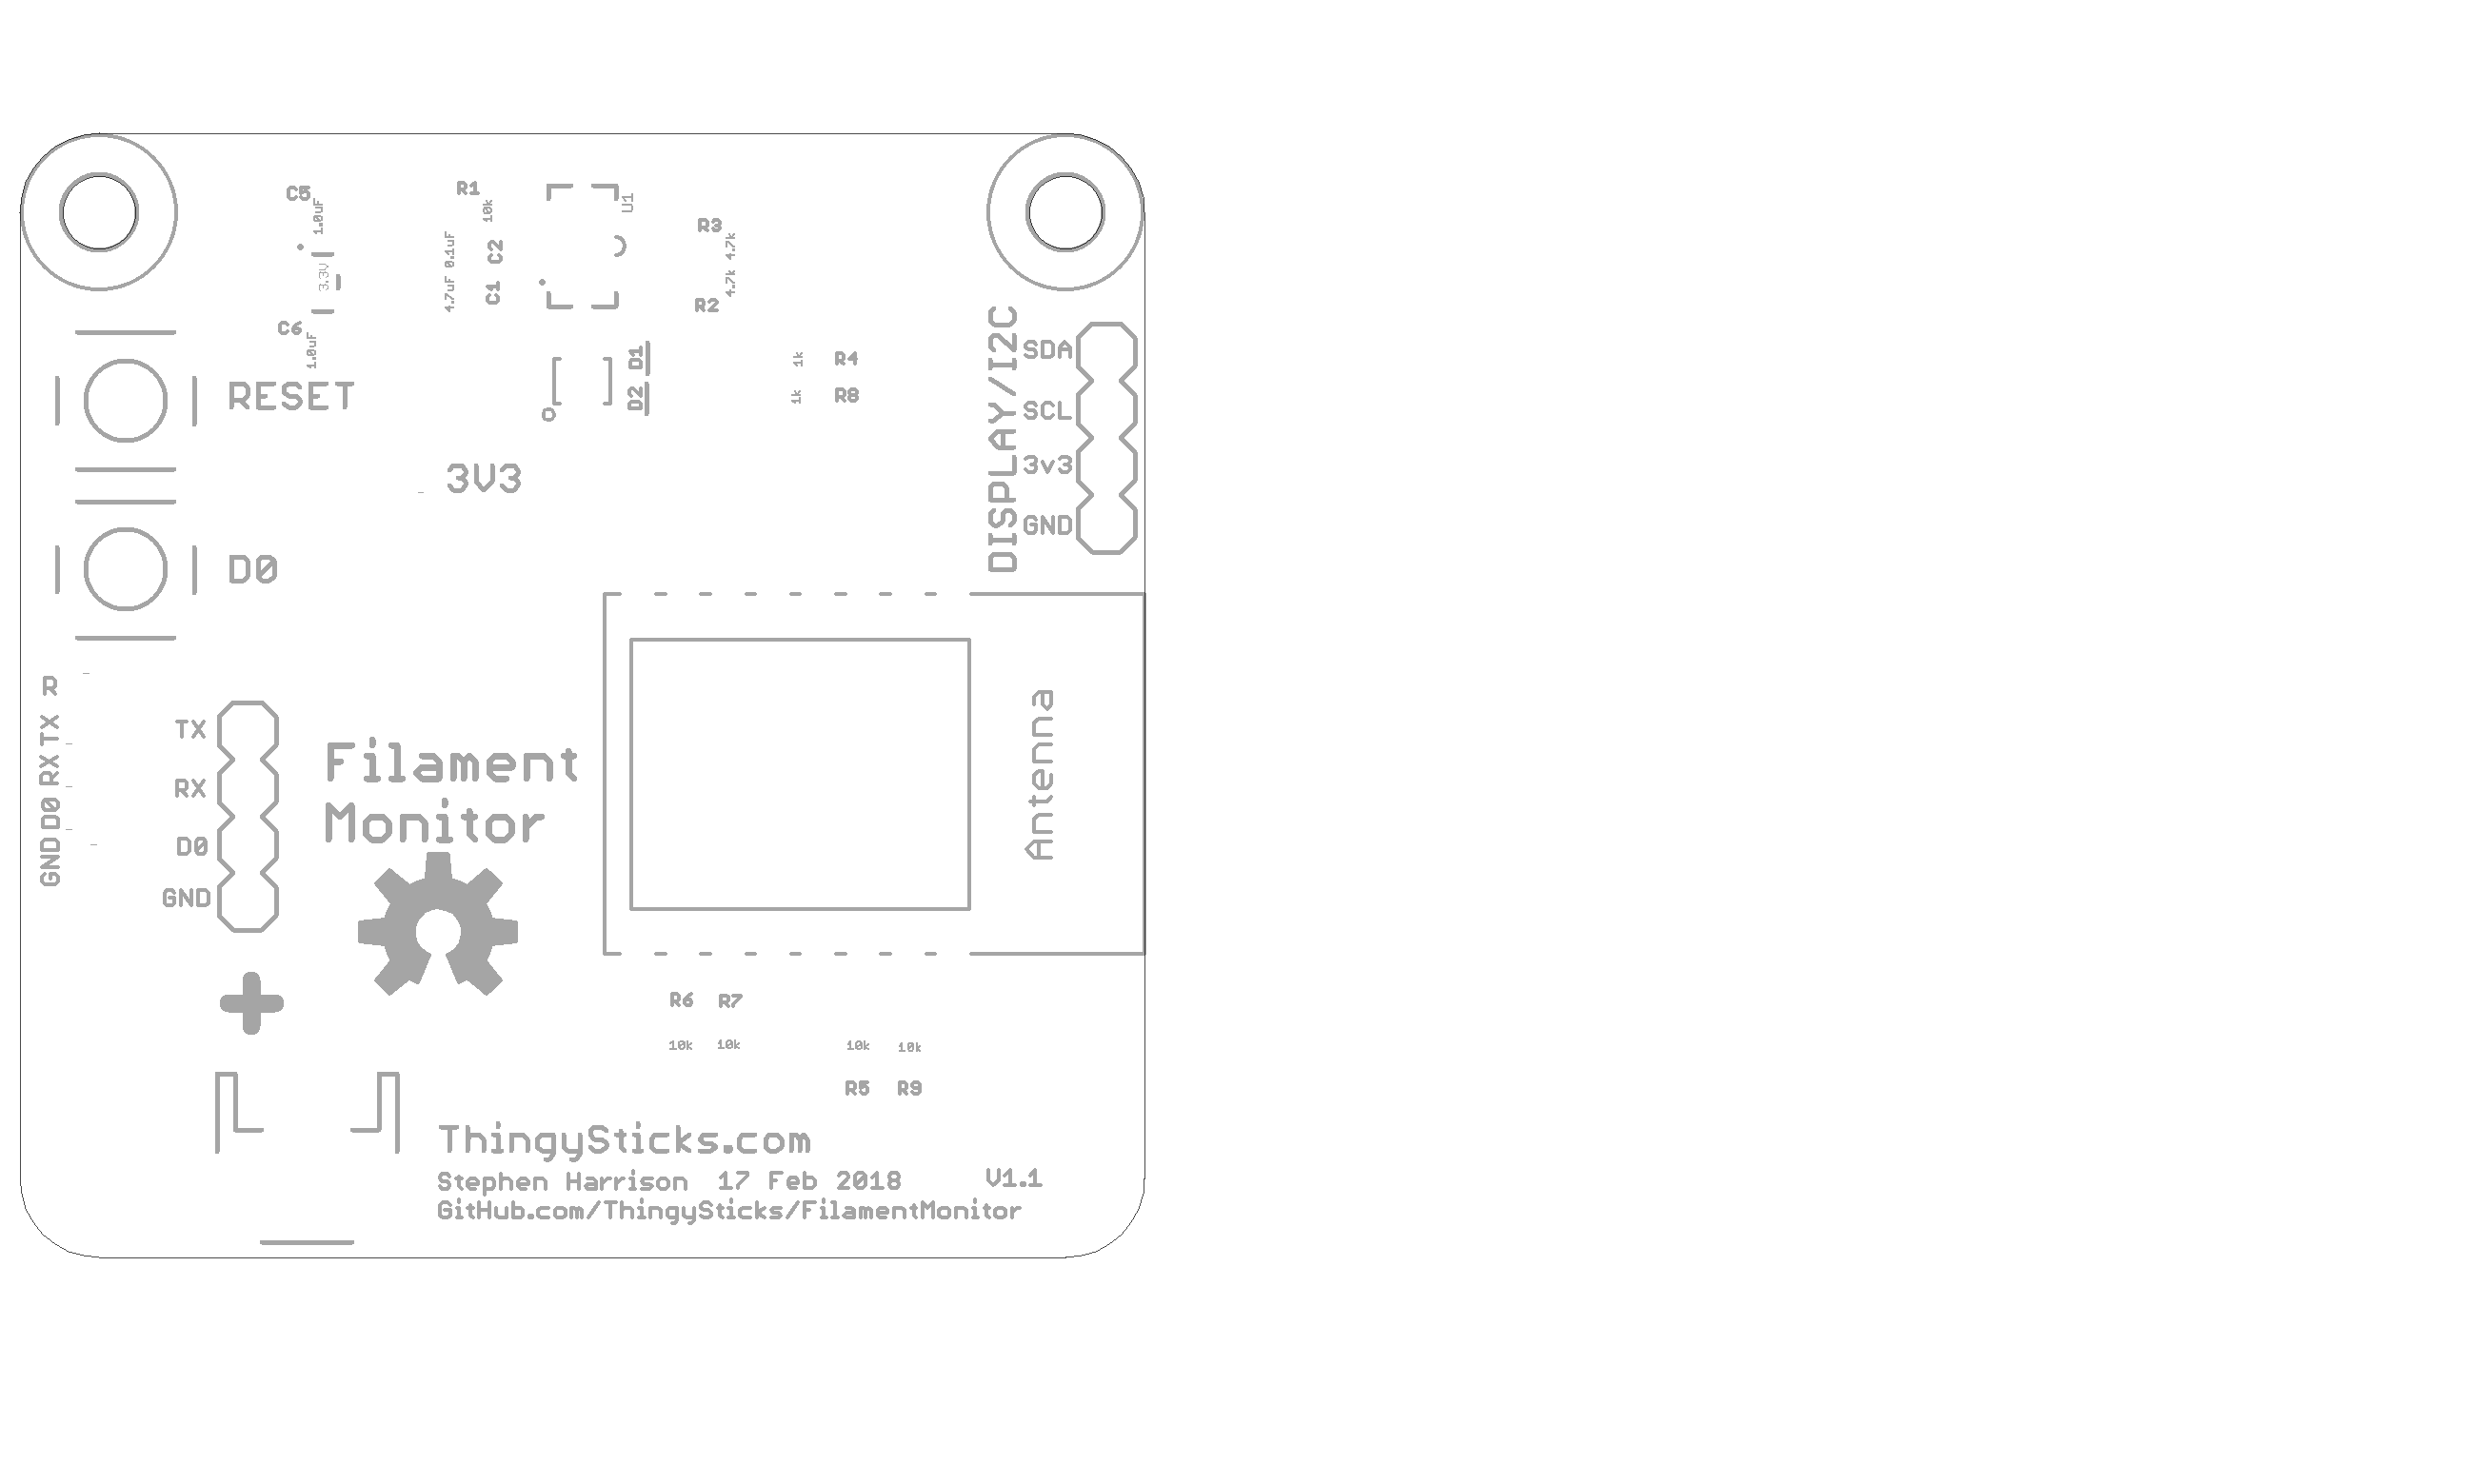 C5
1.0uF
R1
10k
U1
R3
4.7k
0.1uF
C2
3.3V
4.7uF
C1
4.7k
R2
C6
1.0uF
D1
1k
R4
D2
1k
R8
RESET
DISPLAY/I2C
SDA
SCL
3v3
GND
3V3
D0
R
TX
RX
D0
GND
TX
RX
D0
GND
Filament
Monitor
Antenna
R6
R7
10k
10k
10k
10k
R5
R9
ThingySticks.com
Stephen Harrison 17 Feb 2018 V1.1
GitHub.com/ThingySticks/FilamentMonitor